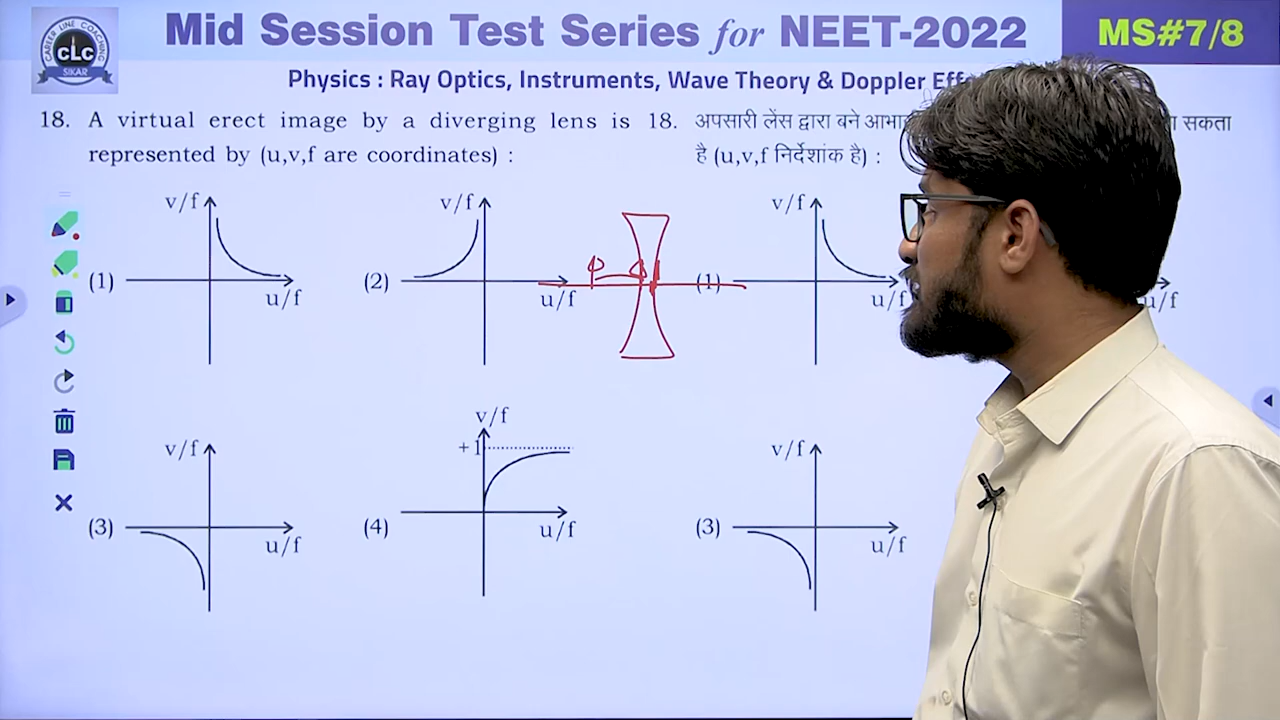 Mid Session Test Series for NEET-2022
MS#7/8
CAREER LINE COACHING
CLC
SIKAR
Physics : Ray Optics, Instruments, Wave Theory & Doppler
18. A virtual erect image by a diverging lens is
represented by (u,v,f are coordinates) :
v/f
(1)
u/f
v/f
(2)
u/f
v/f
(3)
u/f
v/f
+1
(4)
u/f
18. अपसारी लेंस द्वारा बने
सकता
है (u,v,f निर्देशांक है) :
v/f
(1)
u/f
u/f
v/f
(3)
u/f